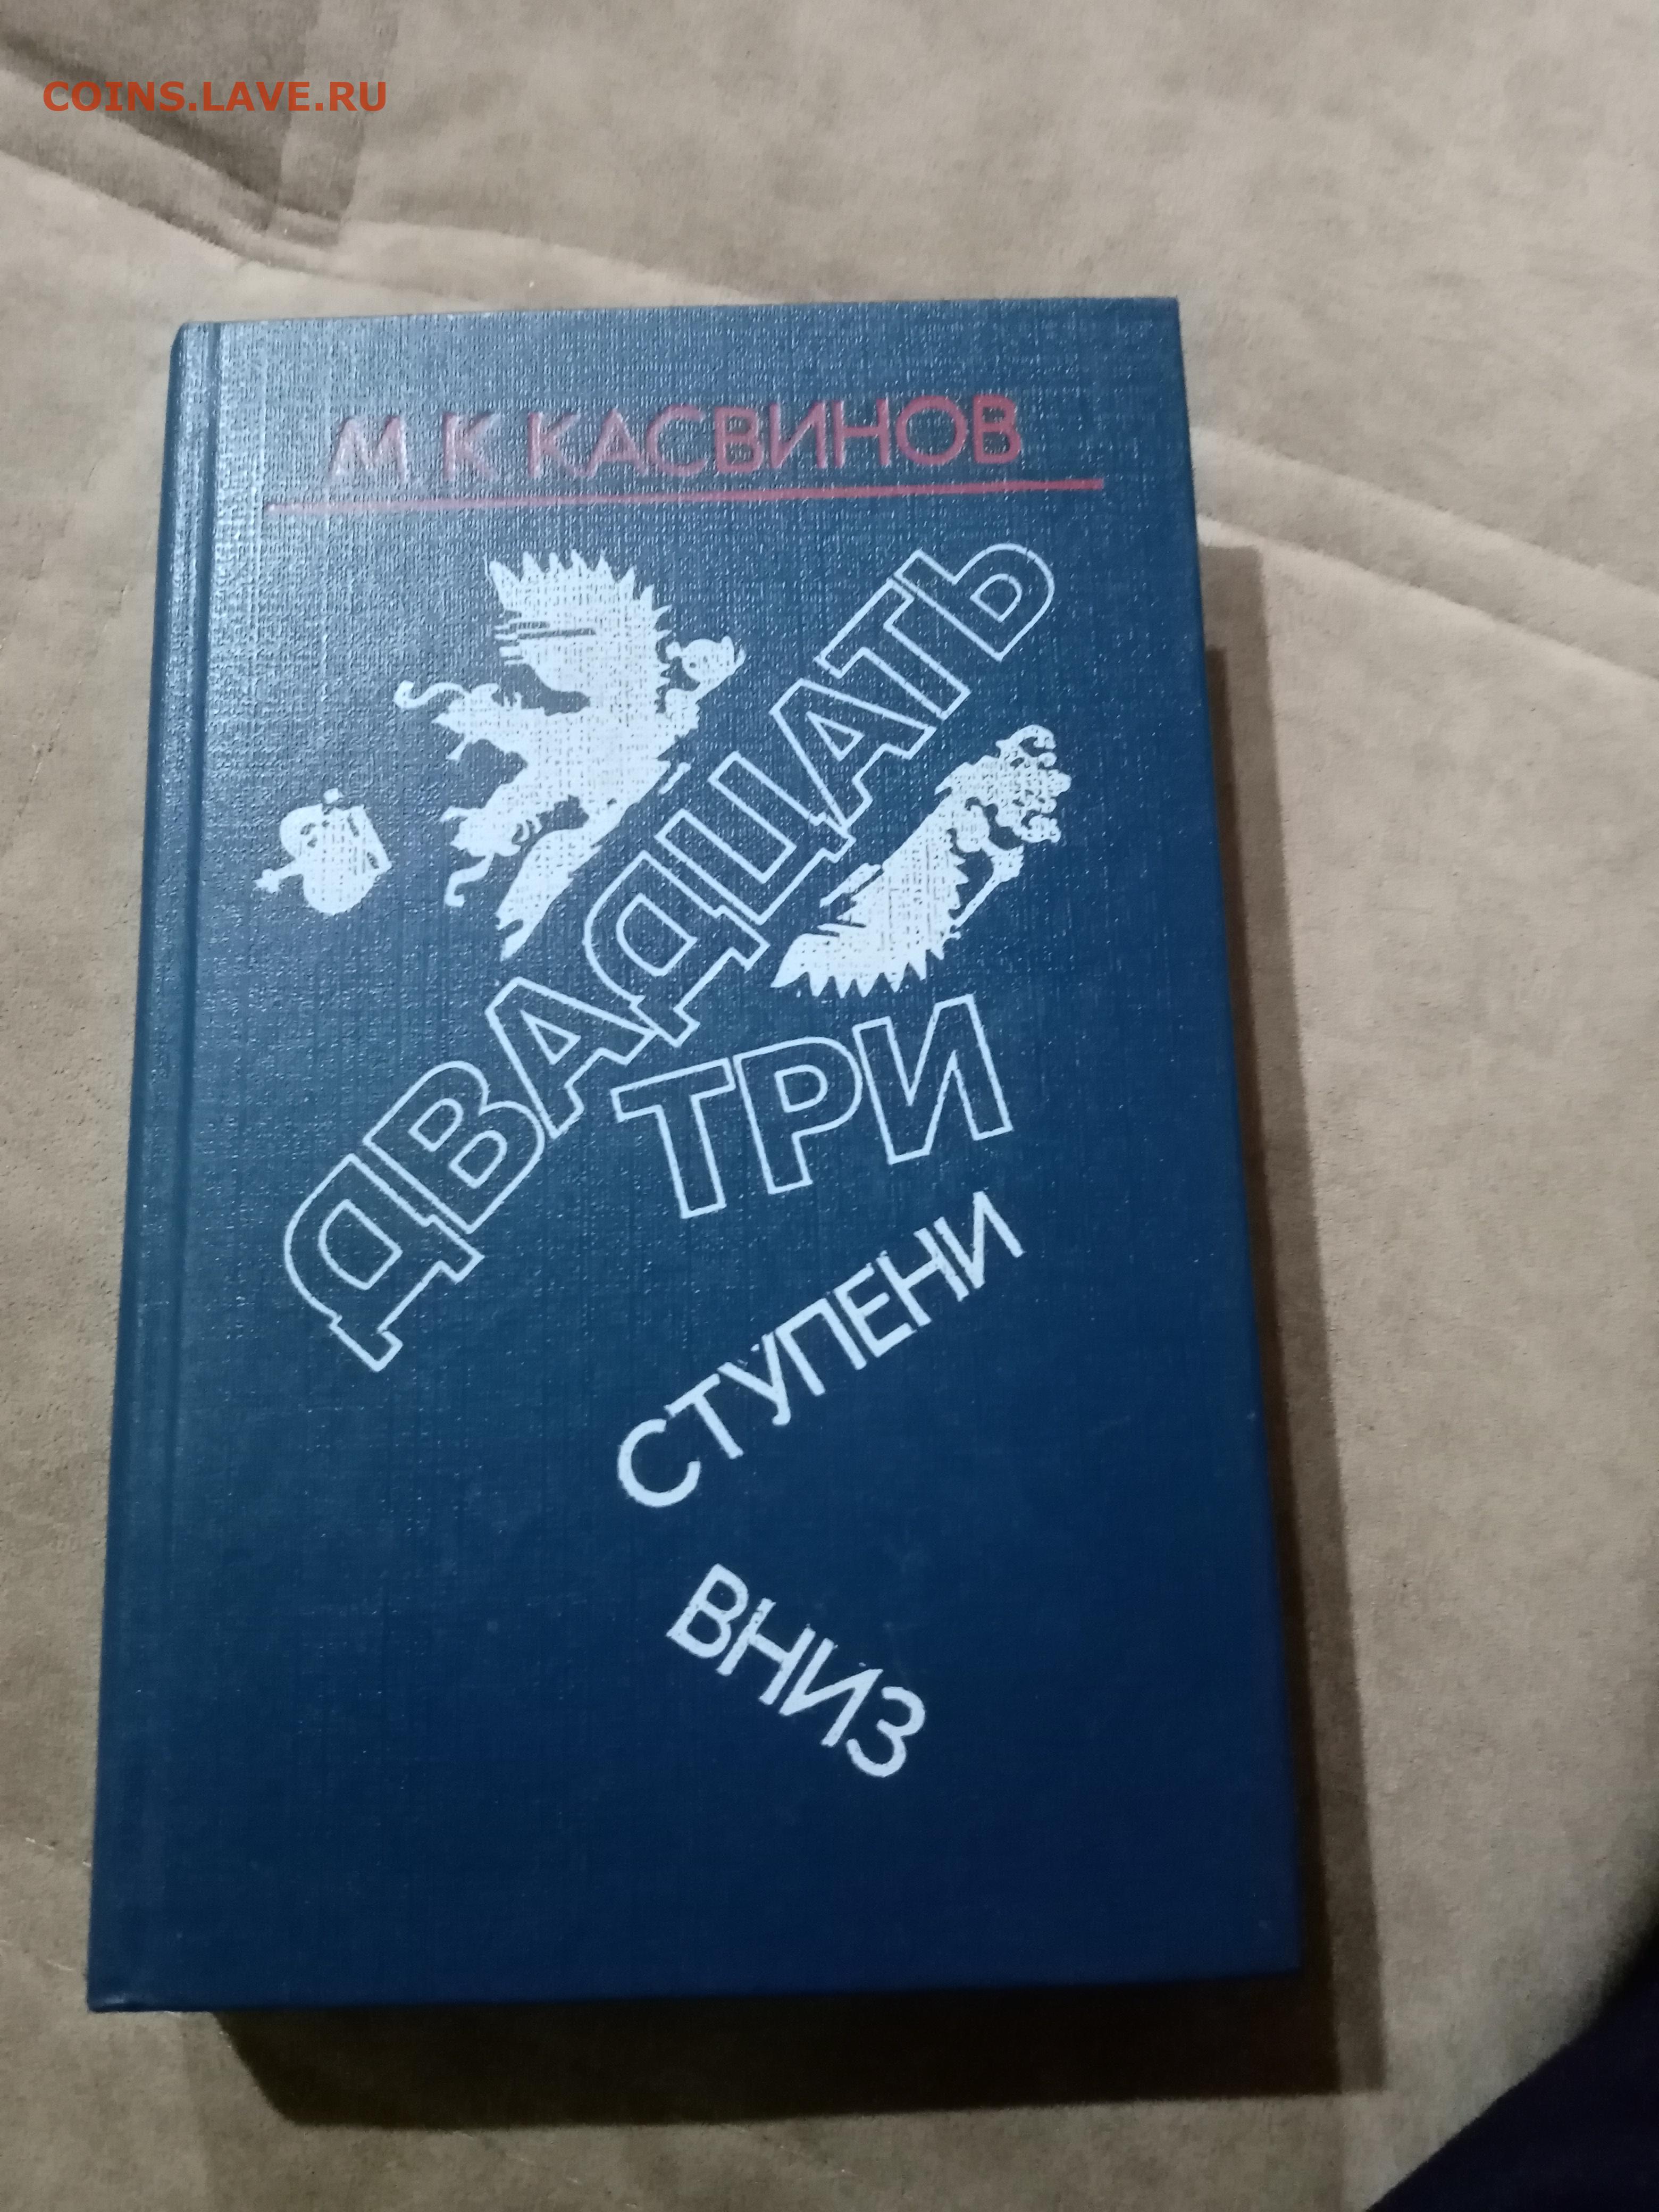 COINS.LAVE.RU
М К КАСВИНОВ
ДВАДЦАТЬ
ТРИ
СТУПЕНИ
ВНИЗ